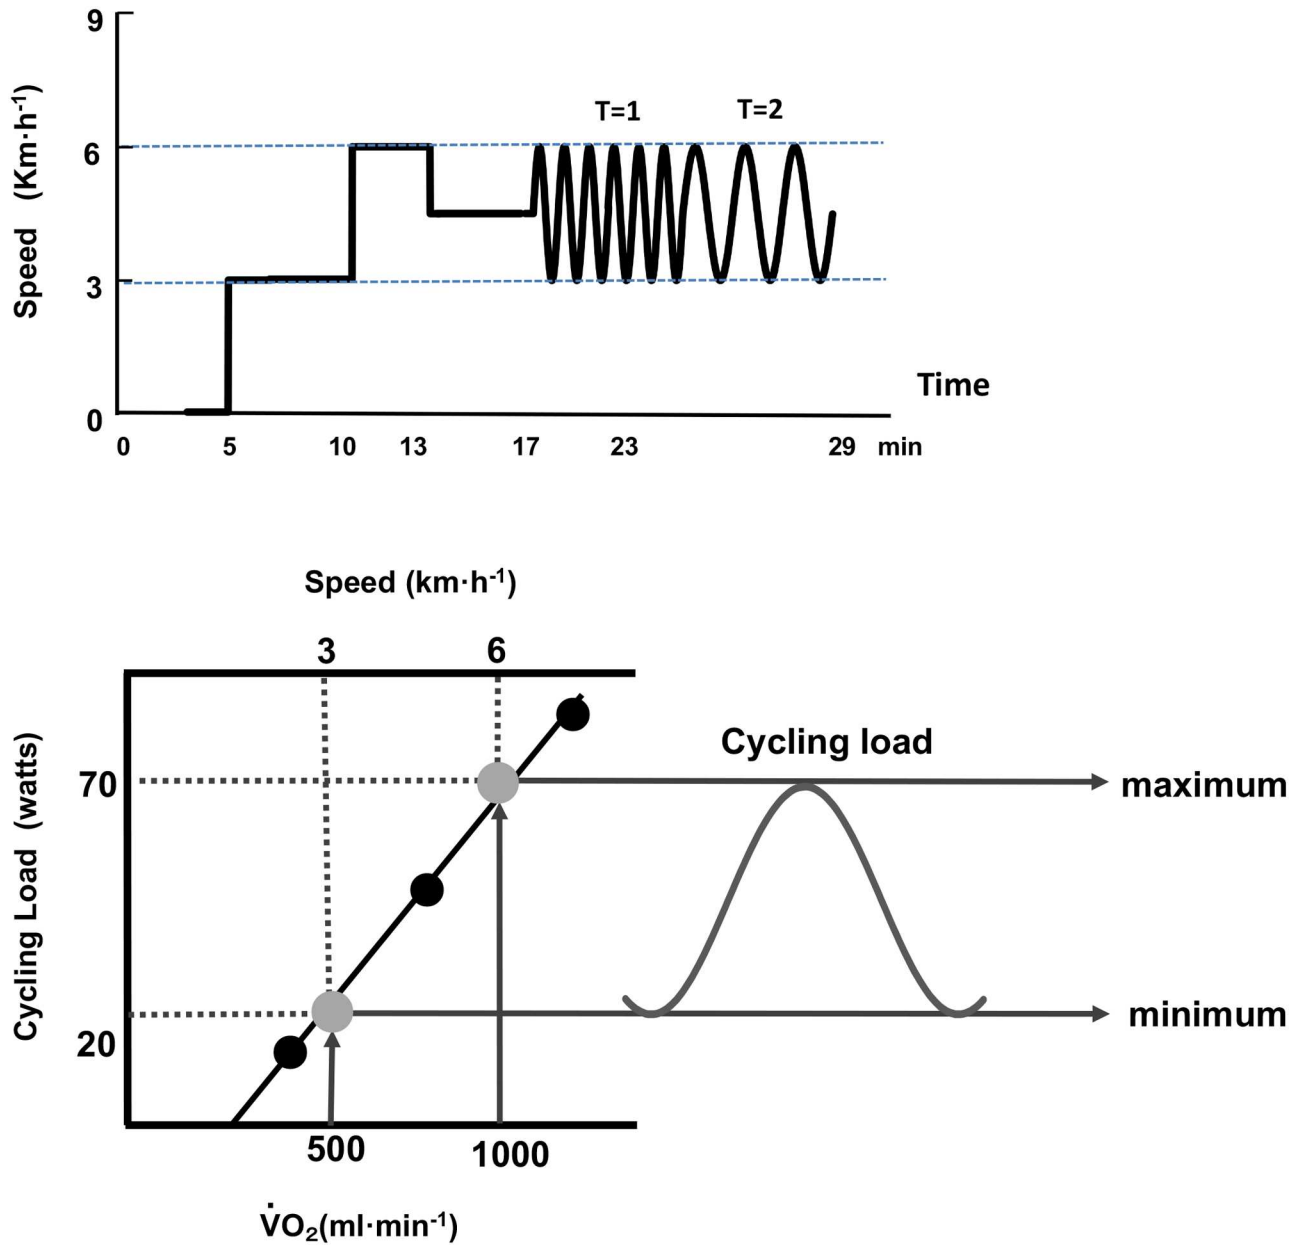 9
T=1 T=2
6
Speed (Km·h⁻¹)
3
Time
0
0 5 10 13 17 23 29 min
Speed (km·h⁻¹)
3 6
Cycling load
70 maximum
Cycling Load (watts)
minimum
20
500 1000
V̇O₂(ml·min⁻¹)